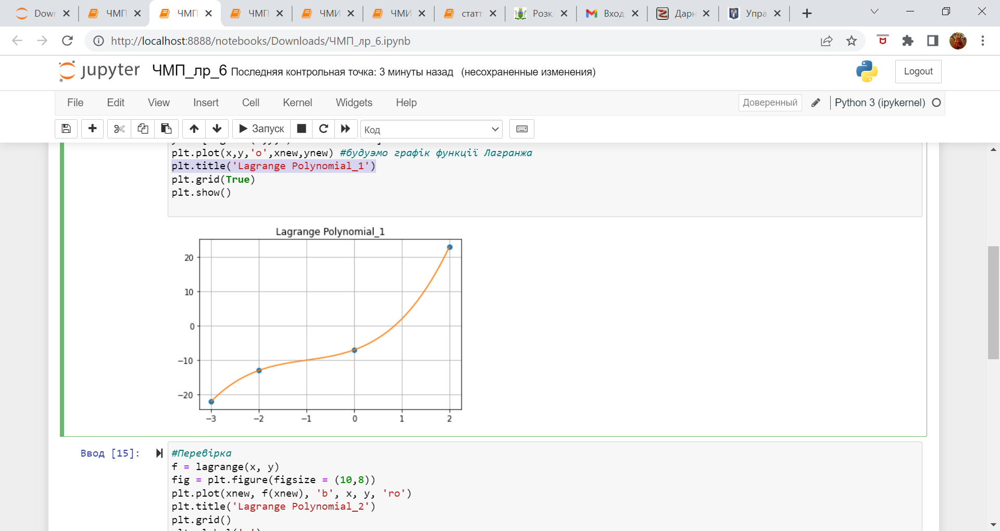 Dowr
ЧМП
ЧМП
ЧМП
ЧМИ
ЧМИ
статт
Розк
Вход
Дарн
Упра
http://localhost:8888/notebooks/Downloads/ЧМП_лр_6.ipynb
jupyter ЧМП_лр_6 Последняя контрольная точка: 3 минуты назад (несохраненные изменения)
Logout
File Edit View Insert Cell Kernel Widgets Help
Доверенный
Python 3 (ipykernel)
Запуск
Код
plt.plot(x,y,'o',xnew,ynew) #будуэмо графік функції Лагранжа
plt.title('Lagrange Polynomial_1')
plt.grid(True)
plt.show()
Lagrange Polynomial_1
20
10
0
−10
−20
−3 −2 −1 0 1 2
Ввод [15]:
#Перевірка
f = lagrange(x, y)
fig = plt.figure(figsize = (10,8))
plt.plot(xnew, f(xnew), 'b', x, y, 'ro')
plt.title('Lagrange Polynomial_2')
plt.grid()